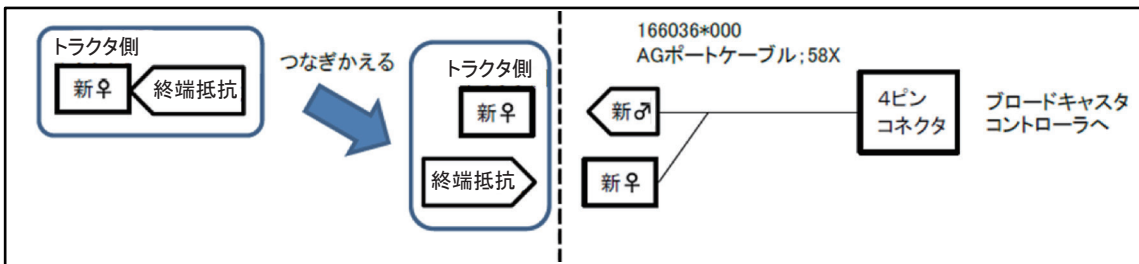 トラクタ側
新♀
終端抵抗
つなぎかえる
トラクタ側
新♀
終端抵抗
166036*000
AGポートケーブル;58X
新♂
新♀
4ピン
コネクタ
ブロードキャスタ
コントローラへ